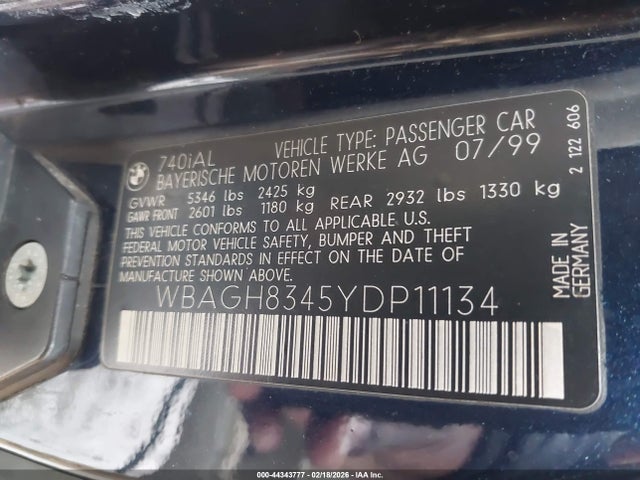 740iAL VEHICLE TYPE: PASSENGER CAR
BAYERISCHE MOTOREN WERKE AG 07/99
GVWR 5346 lbs 2425 kg
GAWR FRONT 2601 lbs 1180 kg REAR 2932 lbs 1330 kg
THIS VEHICLE CONFORMS TO ALL APPLICABLE U.S.
FEDERAL MOTOR VEHICLE SAFETY, BUMPER AND THEFT
PREVENTION STANDARDS IN EFFECT ON THE DATE OF
MANUFACTURE SHOWN ABOVE.
WBAGH8345YDP11134
2 122 606
MADE IN
GERMANY
000-44343777 - 02/18/2026 - IAA Inc.